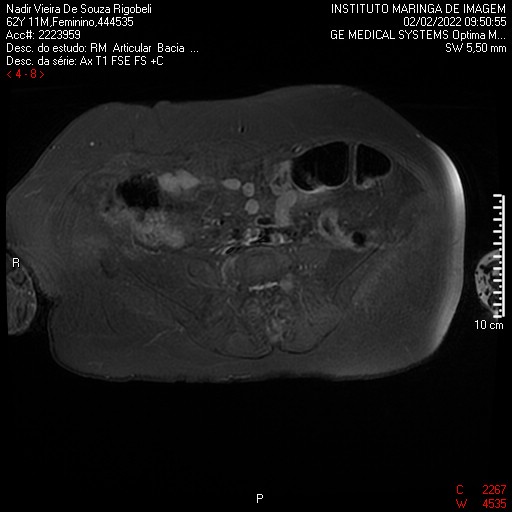 Nadir Vieira De Souza Rigobeli
62Y 11M,Feminino,444535
Acc#: 2223959
Desc. do estudo: RM Articular Bacia ...
Desc. da série: Ax T1 FSE FS +C
< 4 - 8 >
INSTITUTO MARINGA DE IMAGEM
02/02/2022 09:50:55
GE MEDICAL SYSTEMS Optima M...
SW 5,50 mm
R
10 cm
P
C 2267
W 4535